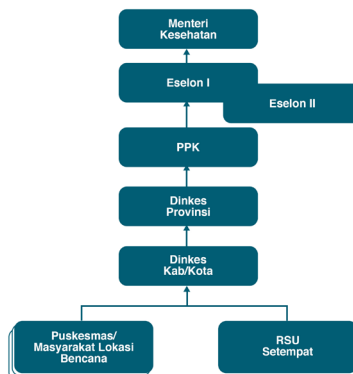 Menteri
Kesehatan
Eselon I
Eselon II
PPK
Dinkes
Provinsi
Dinkes
Kab/Kota
Puskesmas/
Masyarakat Lokasi
Bencana
RSU
Setempat